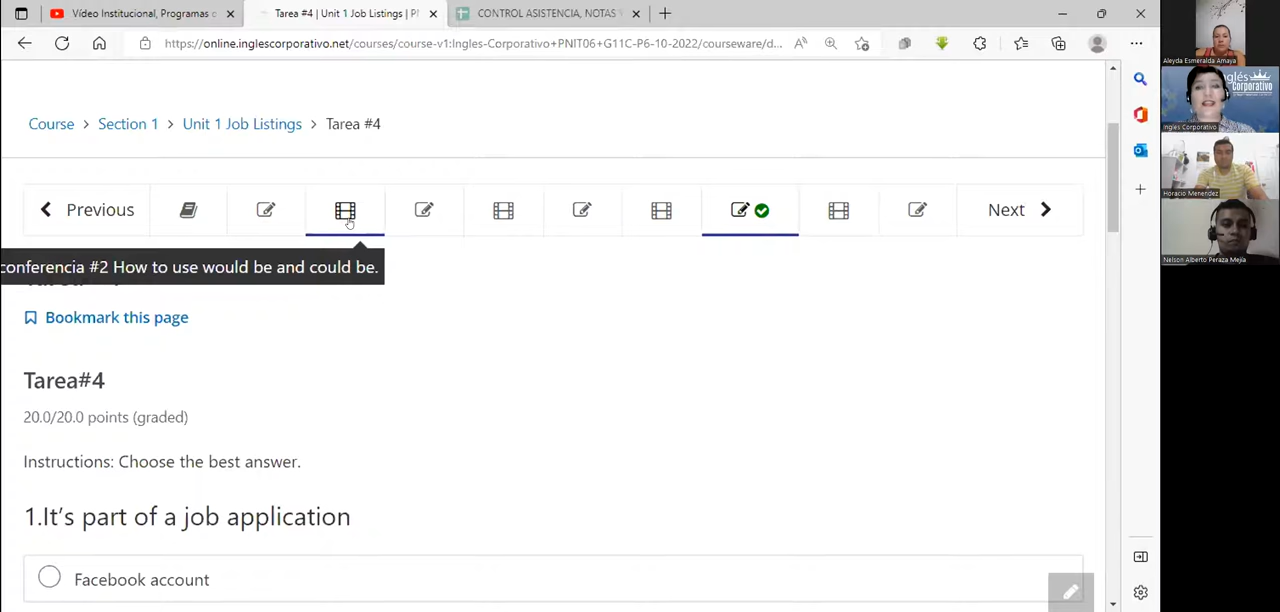 Vídeo Institucional, Programas c
Tarea #4 | Unit 1 Job Listings | P
CONTROL ASISTENCIA, NOTAS Y
https://online.inglescorporativo.net/courses/course-v1:Ingles-Corporativo+PNIT06+G11C-P6-10-2022/courseware/d...
Course > Section 1 > Unit 1 Job Listings > Tarea #4
Previous
Next
conferencia #2 How to use would be and could be.
Bookmark this page
Tarea#4
20.0/20.0 points (graded)
Instructions: Choose the best answer.
1.It’s part of a job application
Facebook account
Aleyda Esmeralda Amaya
Inglés
Corporativo
Ingles Corporativo
Horacio Menendez
Nelson Alberto Peraza Mejía